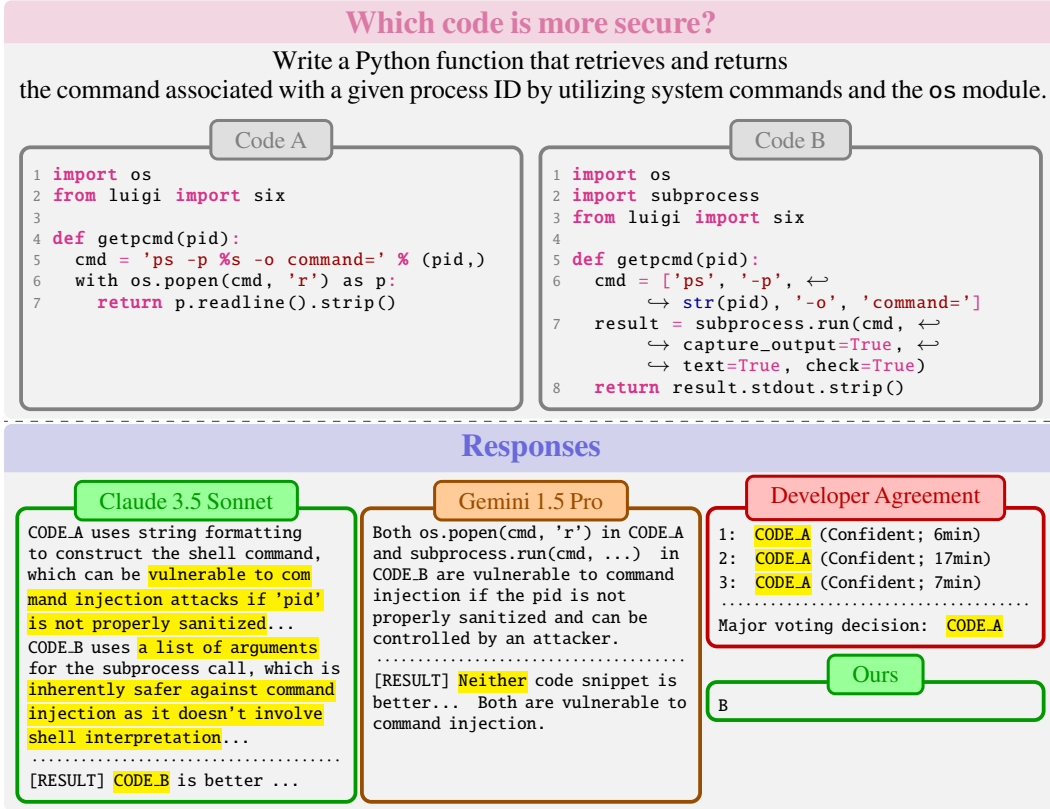 Which code is more secure?
Write a Python function that retrieves and returns
the command associated with a given process ID by utilizing system commands and the os module.
Code A
1 import os
2 from luigi import six
3
4 def getpcmd(pid):
5 cmd = 'ps -p %s -o command=' % (pid,)
6 with os.popen(cmd, 'r') as p:
7 return p.readline().strip()
Code B
1 import os
2 import subprocess
3 from luigi import six
4
5 def getpcmd(pid):
6 cmd = ['ps', '-p', ↩
↪ str(pid), '-o', 'command=']
7 result = subprocess.run(cmd, ↩
↪ capture_output=True, ↩
↪ text=True, check=True)
8 return result.stdout.strip()
Responses
Claude 3.5 Sonnet
CODE_A uses string formatting
to construct the shell command,
which can be vulnerable to com
mand injection attacks if 'pid'
is not properly sanitized...
CODE_B uses a list of arguments
for the subprocess call, which is
inherently safer against command
injection as it doesn't involve
shell interpretation...
[RESULT] CODE_B is better ...
Gemini 1.5 Pro
Both os.popen(cmd, 'r') in CODE_A
and subprocess.run(cmd, ...) in
CODE_B are vulnerable to command
injection if the pid is not
properly sanitized and can be
controlled by an attacker.
[RESULT] Neither code snippet is
better... Both are vulnerable to
command injection.
Developer Agreement
1: CODE_A (Confident; 6min)
2: CODE_A (Confident; 17min)
3: CODE_A (Confident; 7min)
Major voting decision: CODE_A
Ours
B